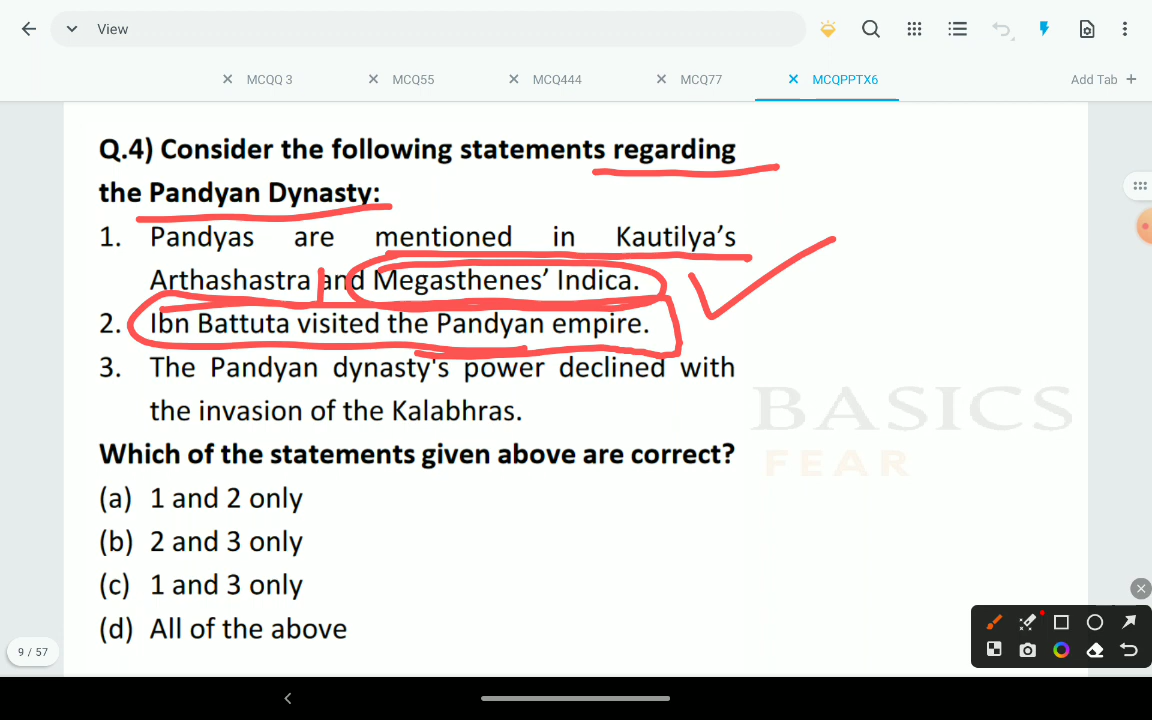 View
MCQQ 3
MCQ55
MCQ444
MCQ77
MCQPPTX6
Add Tab +
Q.4) Consider the following statements regarding
the Pandyan Dynasty:
1. Pandyas are mentioned in Kautilya’s
Arthashastra and Megasthenes’ Indica.
2. Ibn Battuta visited the Pandyan empire.
3. The Pandyan dynasty's power declined with
the invasion of the Kalabhras.
BASICS
FEAR
Which of the statements given above are correct?
(a) 1 and 2 only
(b) 2 and 3 only
(c) 1 and 3 only
(d) All of the above
9 / 57